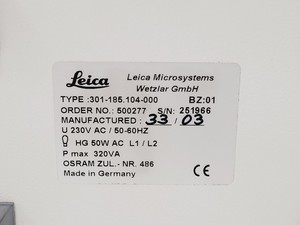 Leica Leica Microsystems
Wetzlar GmbH
TYPE :301-185.104-000 BZ:01
ORDER NO.: 500277 S/N: 251966
MANUFACTURED : 33 / 03
U 230V AC / 50-60HZ
HG 50W AC L1 / L2
P max 320VA
OSRAM ZUL.- NR. 486
Made in Germany CE